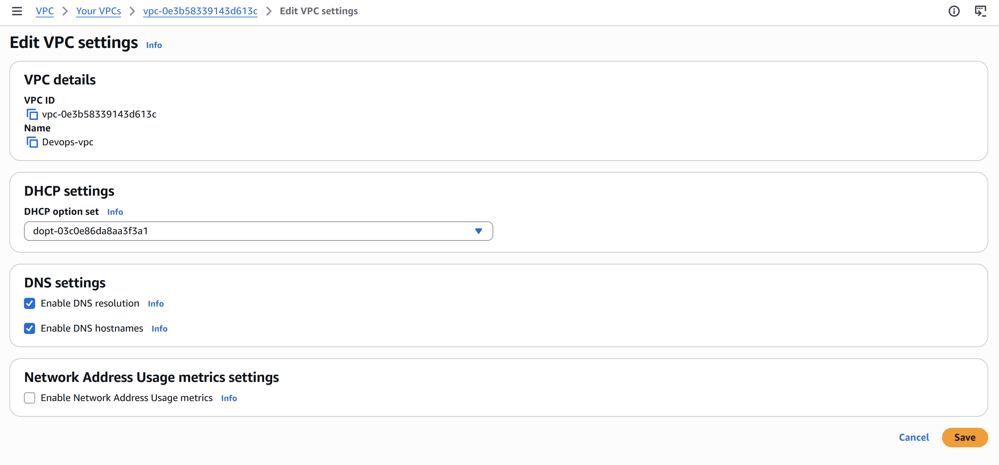 VPC > Your VPCs > vpc-0e3b58339143d613c > Edit VPC settings
Edit VPC settings Info
VPC details
VPC ID
vpc-0e3b58339143d613c
Name
Devops-vpc
DHCP settings
DHCP option set Info
dopt-03c0e86da8aa3f3a1
DNS settings
Enable DNS resolution Info
Enable DNS hostnames Info
Network Address Usage metrics settings
Enable Network Address Usage metrics Info
Cancel Save